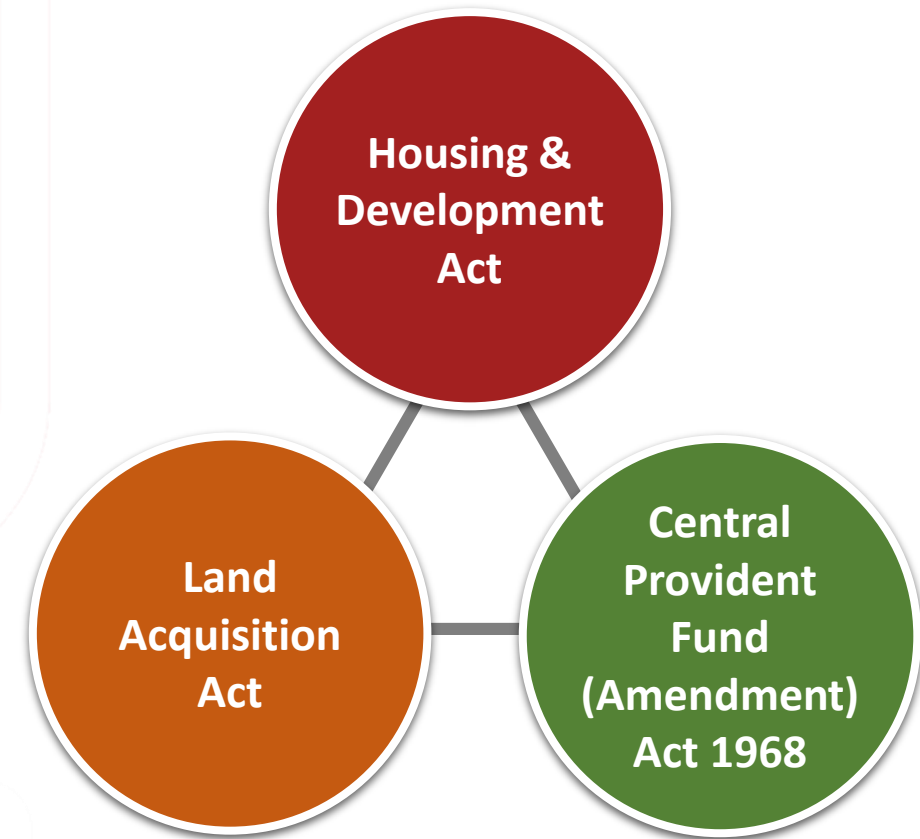 Housing &
Development
Act
Land
Acquisition
Act
Central
Provident
Fund
(Amendment)
Act 1968